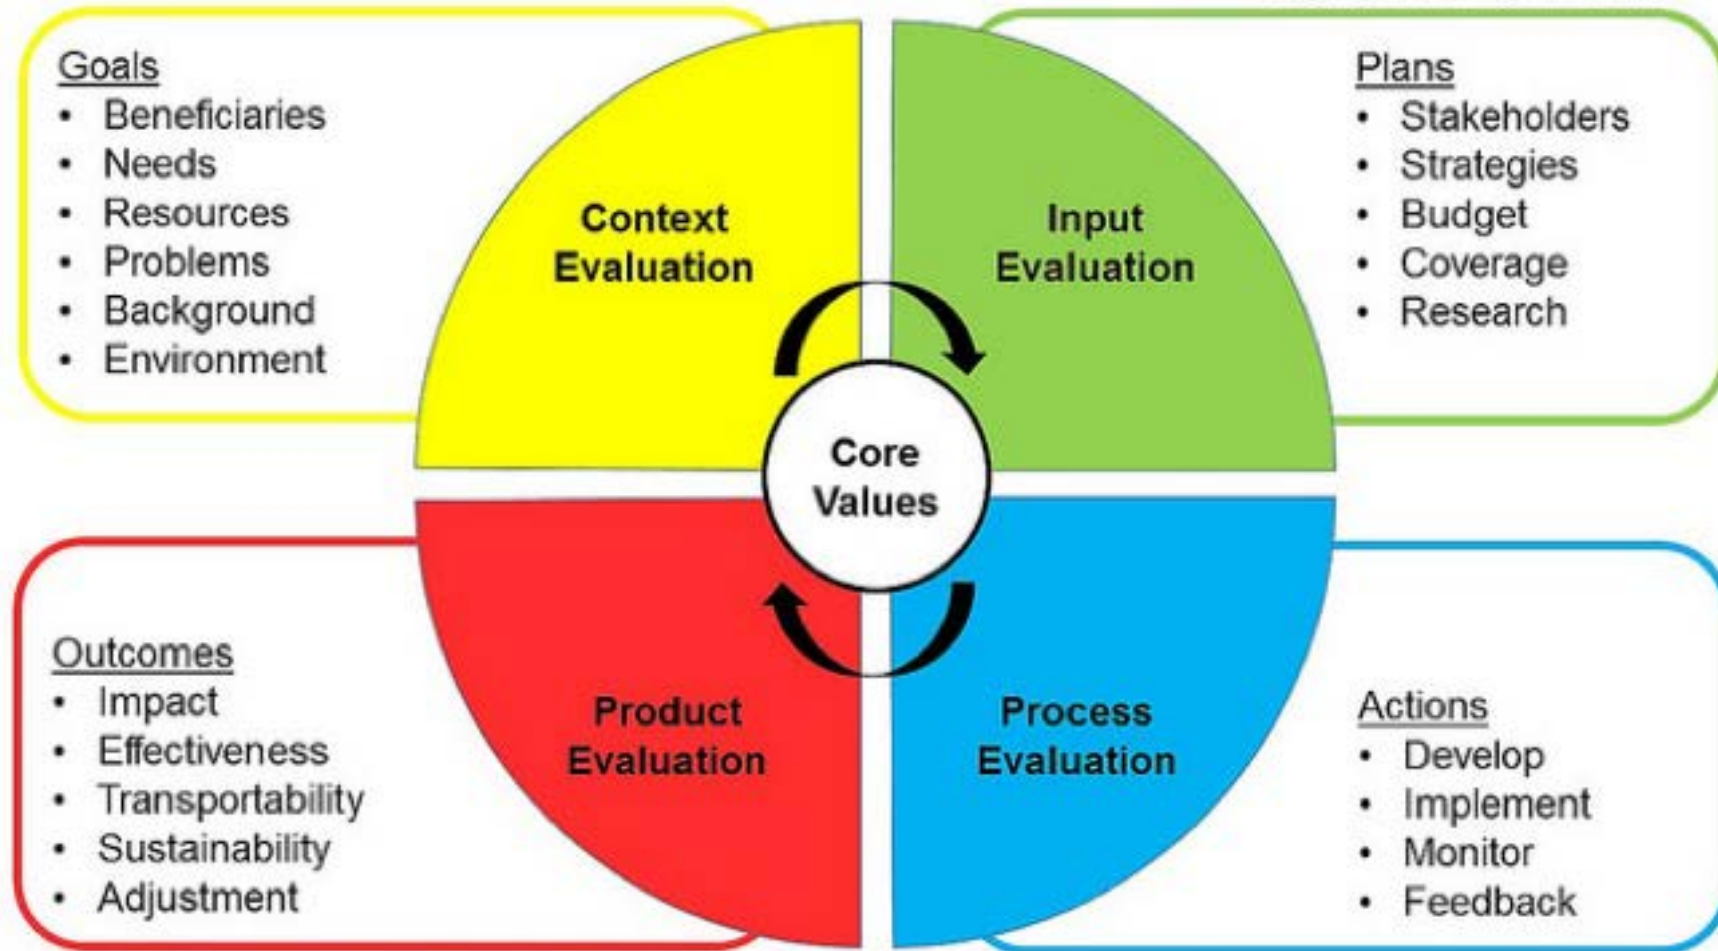 Goals
• Beneficiaries
• Needs
• Resources
• Problems
• Background
• Environment
Context
Evaluation
Input
Evaluation
Plans
• Stakeholders
• Strategies
• Budget
• Coverage
• Research
Core
Values
Outcomes
• Impact
• Effectiveness
• Transportability
• Sustainability
• Adjustment
Product
Evaluation
Process
Evaluation
Actions
• Develop
• Implement
• Monitor
• Feedback